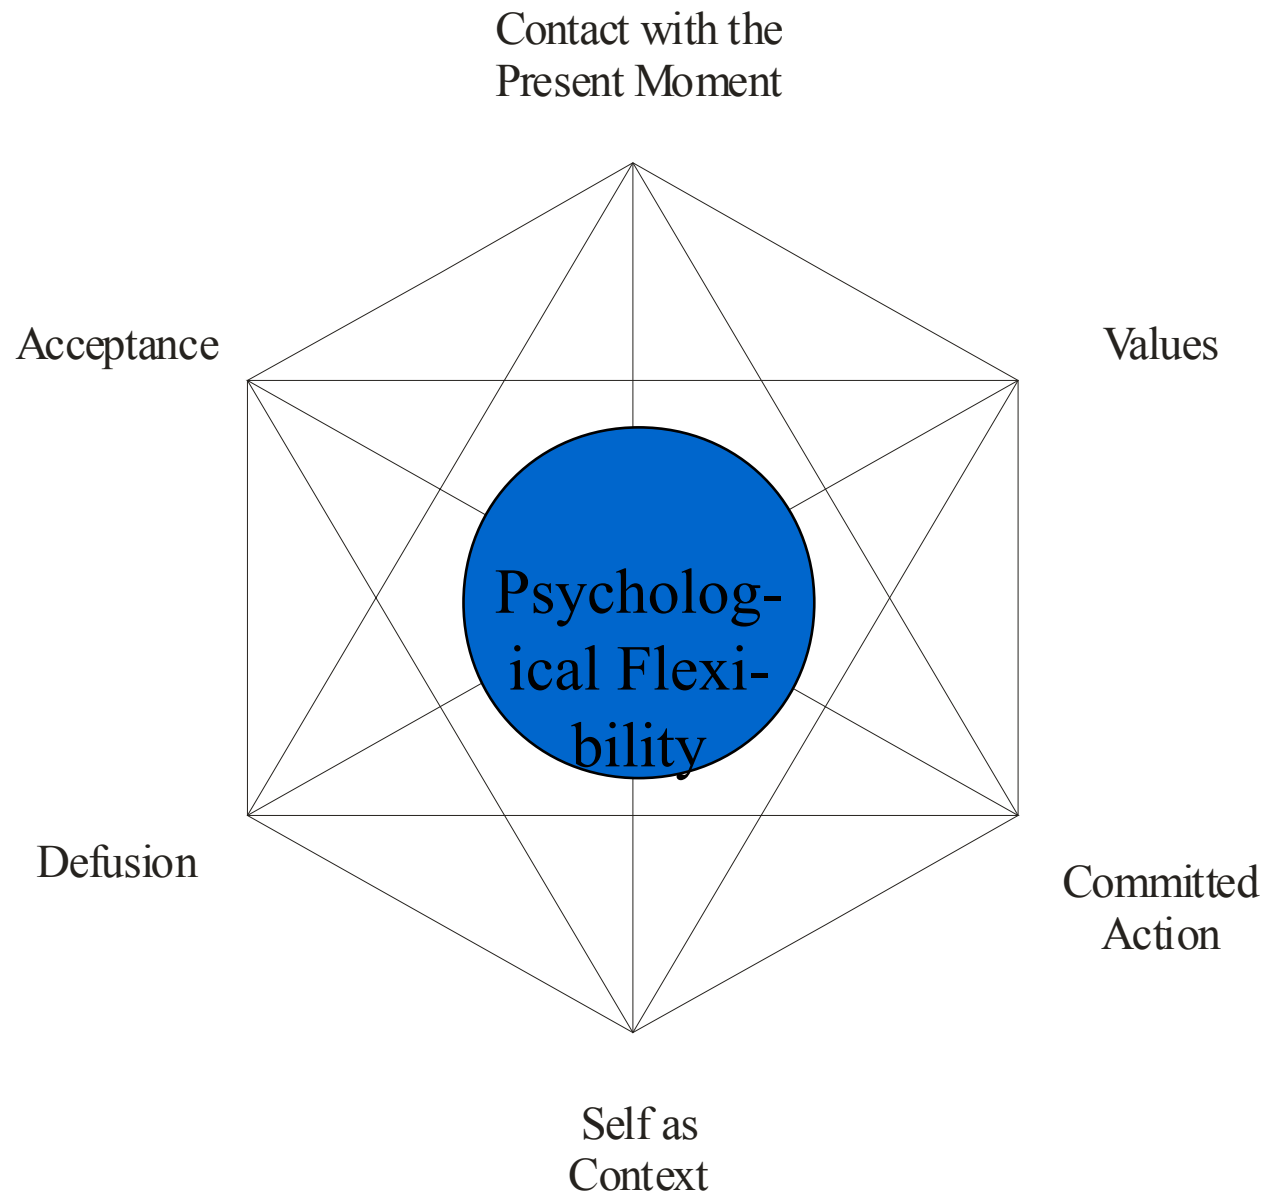 Contact with the
Present Moment
Acceptance
Values
Psycholog-
ical Flexi-
bility
Defusion
Committed
Action
Self as
Context